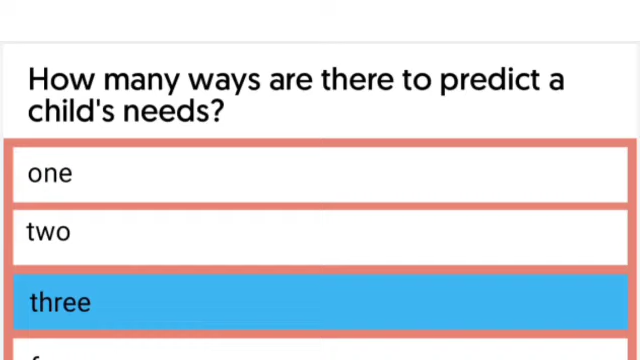 How many ways are there to predict a
child's needs?
one
two
three